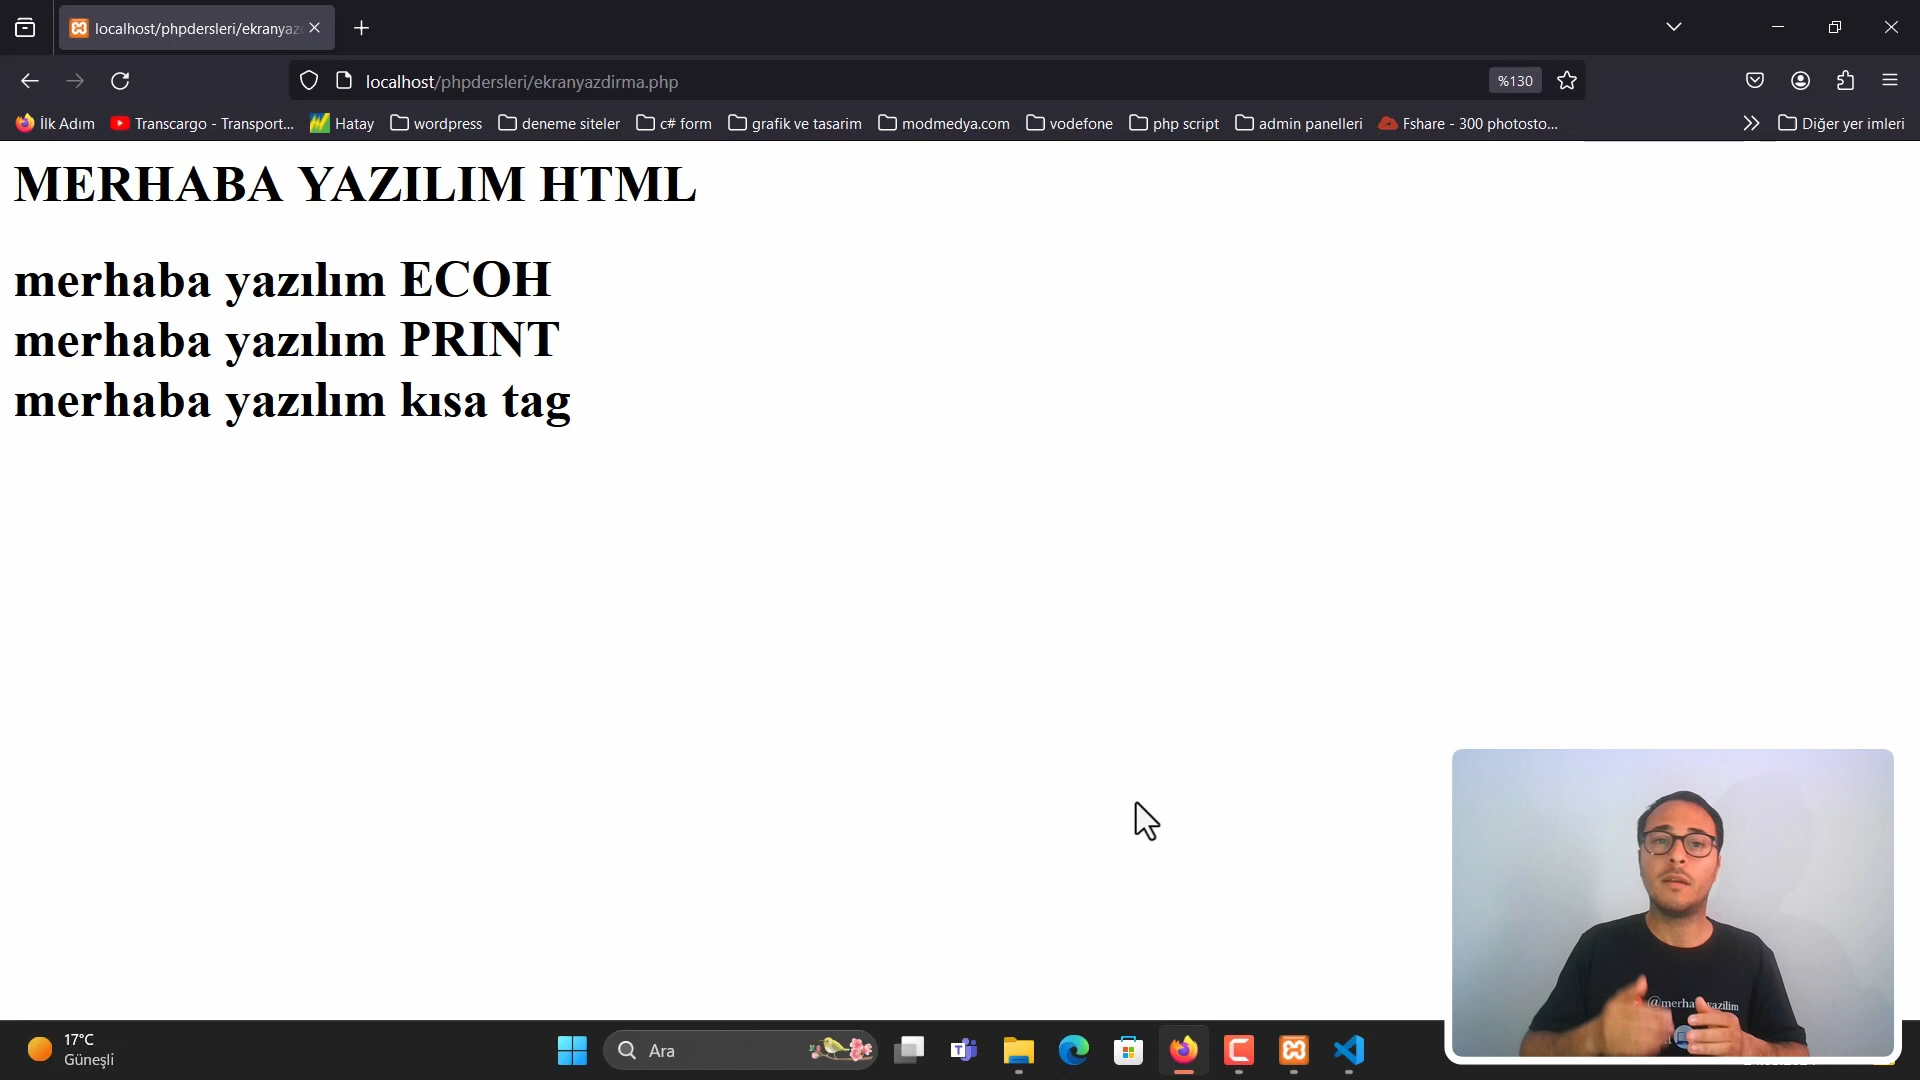 localhost/phpdersleri/ekranyaz
localhost/phpdersleri/ekranyazdirma.php
%130
İlk Adım
Transcargo - Transport...
Hatay
wordpress
deneme siteler
c# form
grafik ve tasarim
modmedya.com
vodefone
php script
admin panelleri
Fshare - 300 photosto...
Diğer yer imleri
MERHABA YAZILIM HTML
merhaba yazılım ECOH
merhaba yazılım PRINT
merhaba yazılım kısa tag
17°C
Güneşli
Ara